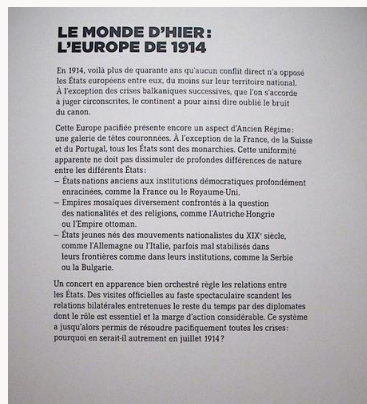 LE MONDE D'HIER :
L'EUROPE DE 1914
En 1914, voilà plus de quarante ans qu'aucun conflit direct n'a opposé
les États européens entre eux, du moins sur leur territoire national.
À l'exception des crises balkaniques successives, que l'on s'accorde
à juger circonscrites, le continent a pour ainsi dire oublié le bruit
du canon.
Cette Europe pacifiée présente encore un aspect d'Ancien Régime :
une galerie de têtes couronnées. À l'exception de la France, de la Suisse
et du Portugal, tous les États sont des monarchies. Cette uniformité
apparente ne doit pas dissimuler de profondes différences de nature
entre les différents États :
– États-nations anciens aux institutions démocratiques profondément
enracinées, comme la France ou le Royaume-Uni.
– Empires mosaïques diversement confrontés à la question
des nationalités et des religions, comme l'Autriche-Hongrie
ou l'Empire ottoman.
– États jeunes nés des mouvements nationalistes du XIXe siècle,
comme l'Allemagne ou l'Italie, parfois mal stabilisés dans
leurs frontières comme dans leurs institutions, comme la Serbie
ou la Bulgarie.
Un concert en apparence bien orchestré règle les relations entre
les États. Des visites officielles au faste spectaculaire scandent les
relations bilatérales entretenues le reste du temps par des diplomates
dont le rôle est essentiel et la marge d'action considérable. Ce système
a jusqu'alors permis de résoudre pacifiquement toutes les crises :
pourquoi en serait-il autrement en juillet 1914 ?